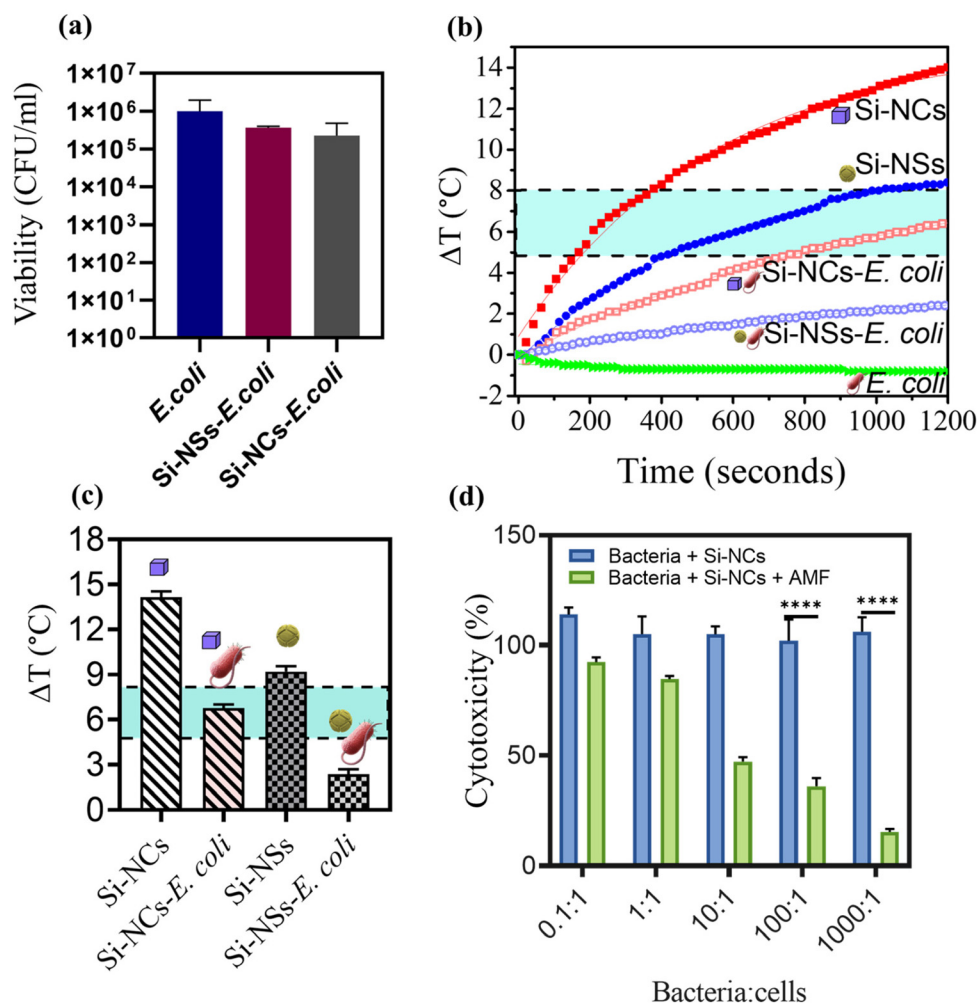 (a)
Viability (CFU/ml)
1×10⁷
1×10⁶
1×10⁵
1×10⁴
1×10³
1×10²
1×10¹
1×10⁰
E.coli
Si-NSs-E.coli
Si-NCs-E.coli
(b)
ΔT (°C)
14
12
10
8
6
4
2
0
-2
Si-NCs
Si-NSs
Si-NCs-E. coli
Si-NSs-E. coli
E. coli
0 200 400 600 800 1000 1200
Time (seconds)
(c)
ΔT (°C)
18
15
12
9
6
3
0
Si-NCs
Si-NCs-E. coli
Si-NSs
Si-NSs-E. coli
(d)
Cytotoxicity (%)
150
100
50
0
Bacteria + Si-NCs
Bacteria + Si-NCs + AMF
**** ****
0.1:1
1:1
10:1
100:1
1000:1
Bacteria:cells